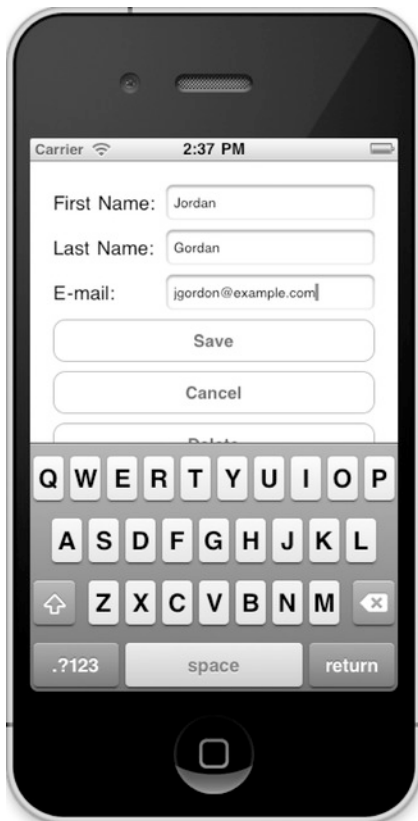 Carrier 2:37 PM
First Name: Jordan
Last Name: Gordan
E-mail: jgordon@example.com
Save
Cancel
Delete
Q W E R T Y U I O P
A S D F G H J K L
Z X C V B N M
.?123 space return